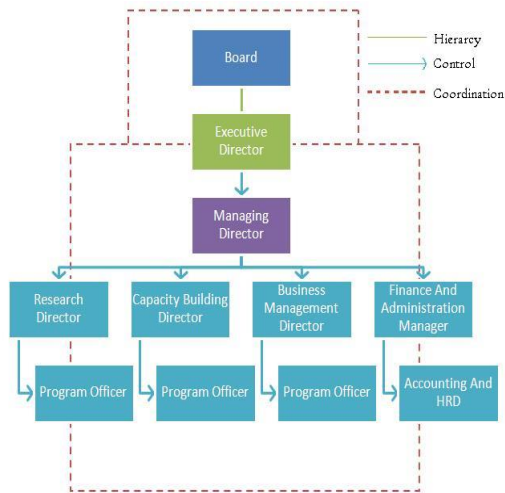 Board
Hierarcy
Control
Coordination
Executive
Director
Managing
Director
Research
Director
Capacity Building
Director
Business
Management
Director
Finance And
Administration
Manager
Program Officer
Program Officer
Program Officer
Accounting And
HRD